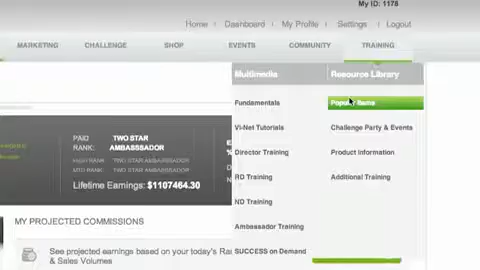 My ID: 1178
Home Dashboard My Profile Settings Logout
MARKETING CHALLENGE SHOP EVENTS COMMUNITY TRAINING
Multimedia Resource Library
Fundamentals Popular Items
Vi-Net Tutorials Challenge Party & Events
Director Training Product Information
RD Training Additional Training
ND Training
Ambassador Training
SUCCESS on Demand
PAID RANK: TWO STAR AMBASSADOR
HIGH RANK: TWO STAR AMBASSADOR
MTD RANK: TWO STAR AMBASSADOR
Lifetime Earnings: $1107464.30
MY PROJECTED COMMISSIONS
See projected earnings based on your today's Ra
& Sales Volumes